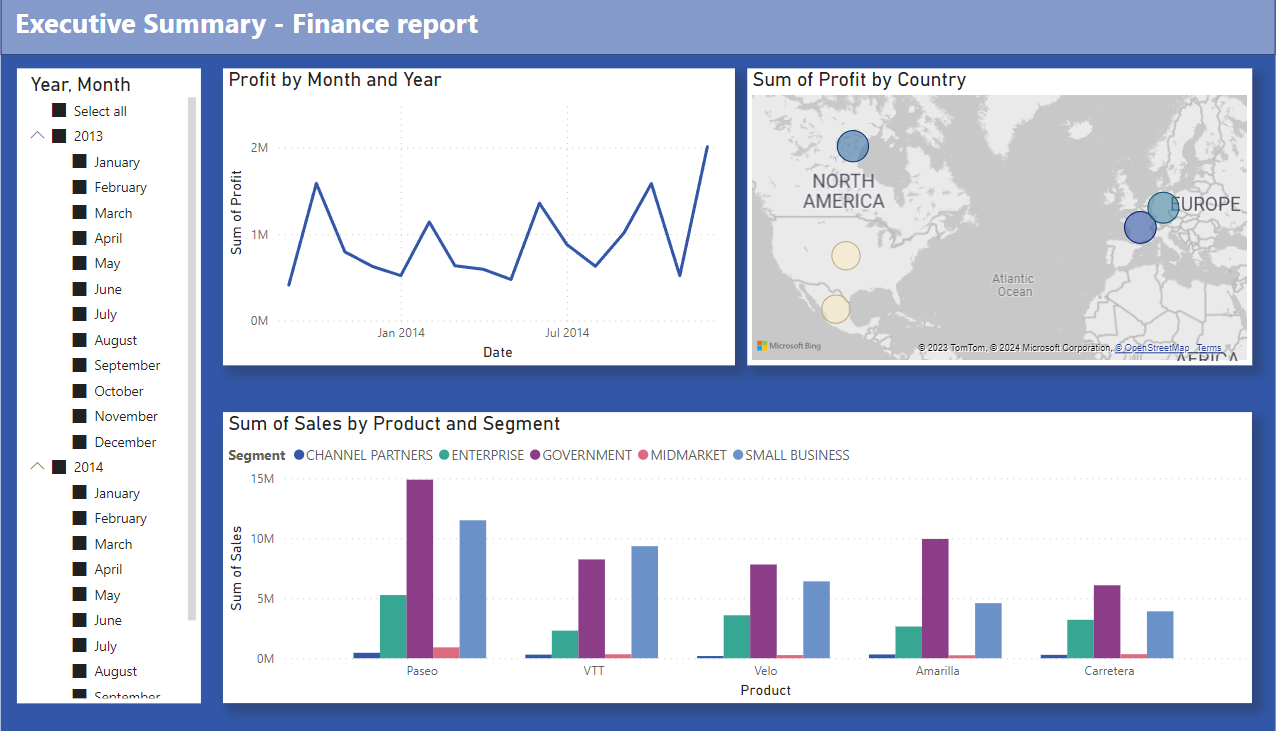 Executive Summary - Finance report
Year, Month
Select all
2013
January
February
March
April
May
June
July
August
September
October
November
December
2014
January
February
March
April
May
June
July
August
September
Profit by Month and Year
Sum of Profit
2M
1M
0M
Jan 2014
Jul 2014
Date
Sum of Profit by Country
NORTH
AMERICA
EUROPE
Atlantic
Ocean
AFRICA
Microsoft Bing
© 2023 TomTom, © 2024 Microsoft Corporation, © OpenStreetMap Terms
Sum of Sales by Product and Segment
Segment CHANNEL PARTNERS ENTERPRISE GOVERNMENT MIDMARKET SMALL BUSINESS
Sum of Sales
15M
10M
5M
0M
Paseo VTT Velo Amarilla Carretera
Product